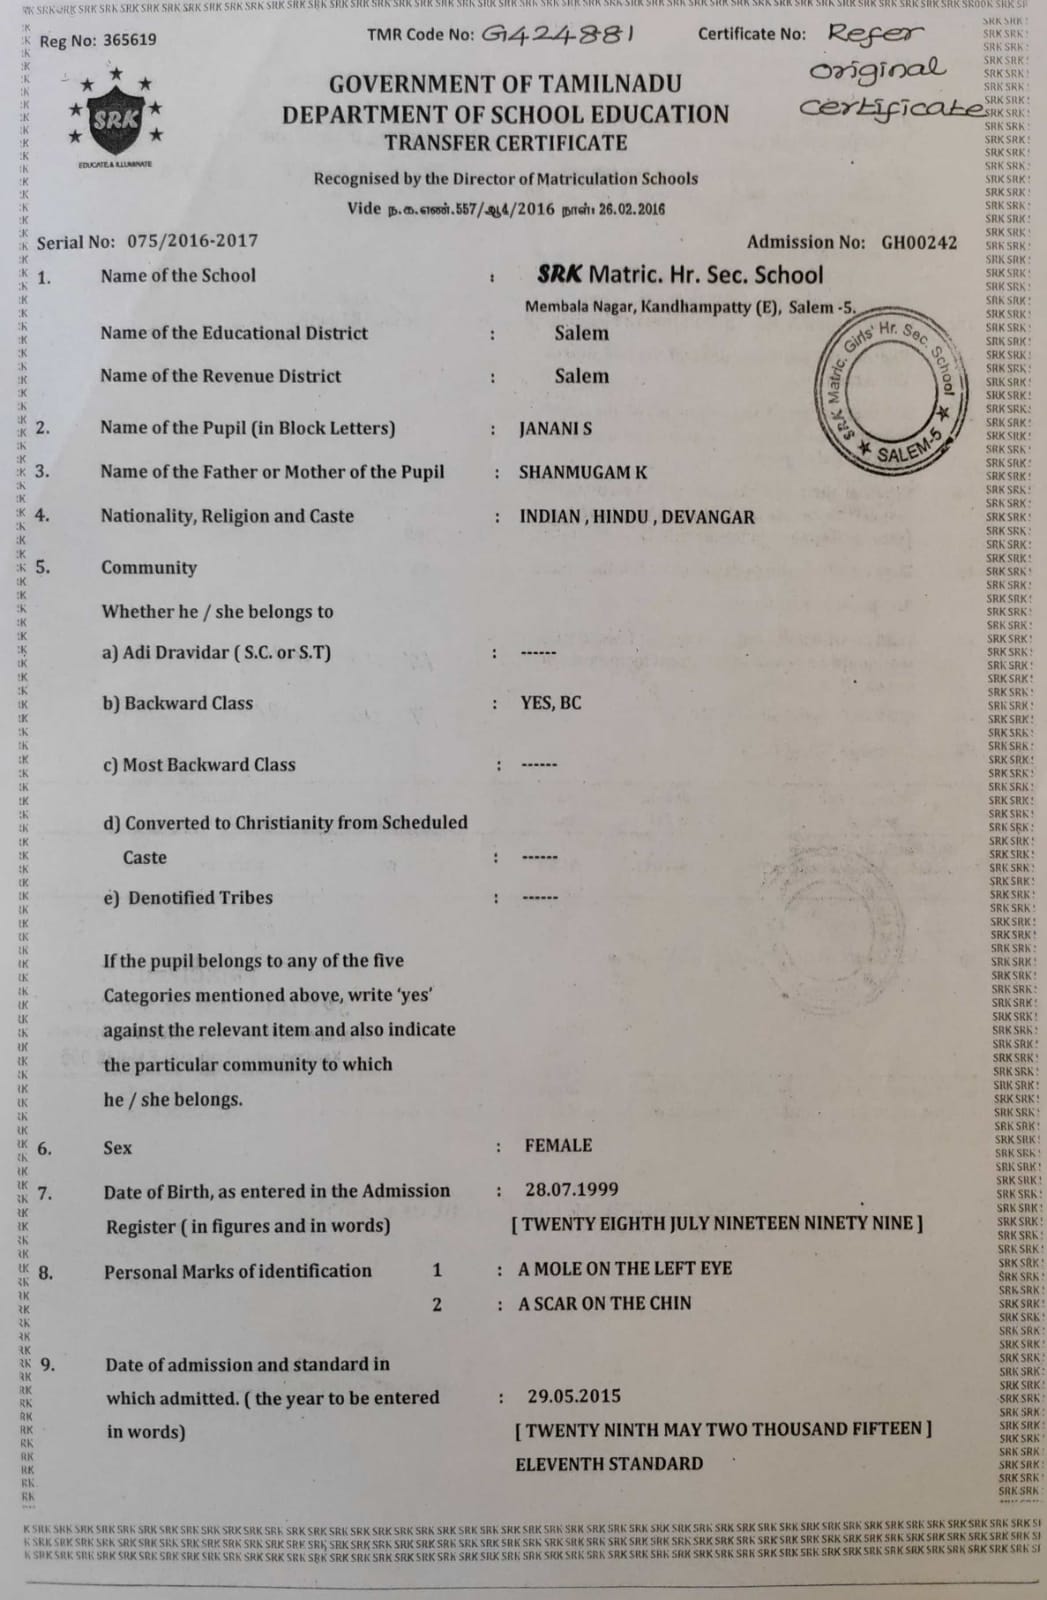 Reg No: 365619
TMR Code No: G424881
Certificate No: Refer
original
certificate
SRK
EDUCATE & ILLUMINATE
GOVERNMENT OF TAMILNADU
DEPARTMENT OF SCHOOL EDUCATION
TRANSFER CERTIFICATE
Recognised by the Director of Matriculation Schools
Vide ந.க.எண்.557/ஆ4/2016 நாள்: 26.02.2016
Serial No: 075/2016-2017 Admission No: GH00242
1. Name of the School : SRK Matric. Hr. Sec. School
Membala Nagar, Kandhampatty (E), Salem -5.
Name of the Educational District : Salem
Name of the Revenue District : Salem
SRK Matric. Girls' Hr. Sec. School
★ SALEM-5 ★
2. Name of the Pupil (in Block Letters) : JANANI S
3. Name of the Father or Mother of the Pupil : SHANMUGAM K
4. Nationality, Religion and Caste : INDIAN , HINDU , DEVANGAR
5. Community
Whether he / she belongs to
a) Adi Dravidar ( S.C. or S.T) : ------
b) Backward Class : YES, BC
c) Most Backward Class : ------
d) Converted to Christianity from Scheduled
Caste : ------
e) Denotified Tribes : ------
If the pupil belongs to any of the five
Categories mentioned above, write ‘yes’
against the relevant item and also indicate
the particular community to which
he / she belongs.
6. Sex : FEMALE
7. Date of Birth, as entered in the Admission : 28.07.1999
Register ( in figures and in words) [ TWENTY EIGHTH JULY NINETEEN NINETY NINE ]
8. Personal Marks of identification 1 : A MOLE ON THE LEFT EYE
2 : A SCAR ON THE CHIN
9. Date of admission and standard in
which admitted. ( the year to be entered : 29.05.2015
in words) [ TWENTY NINTH MAY TWO THOUSAND FIFTEEN ]
ELEVENTH STANDARD